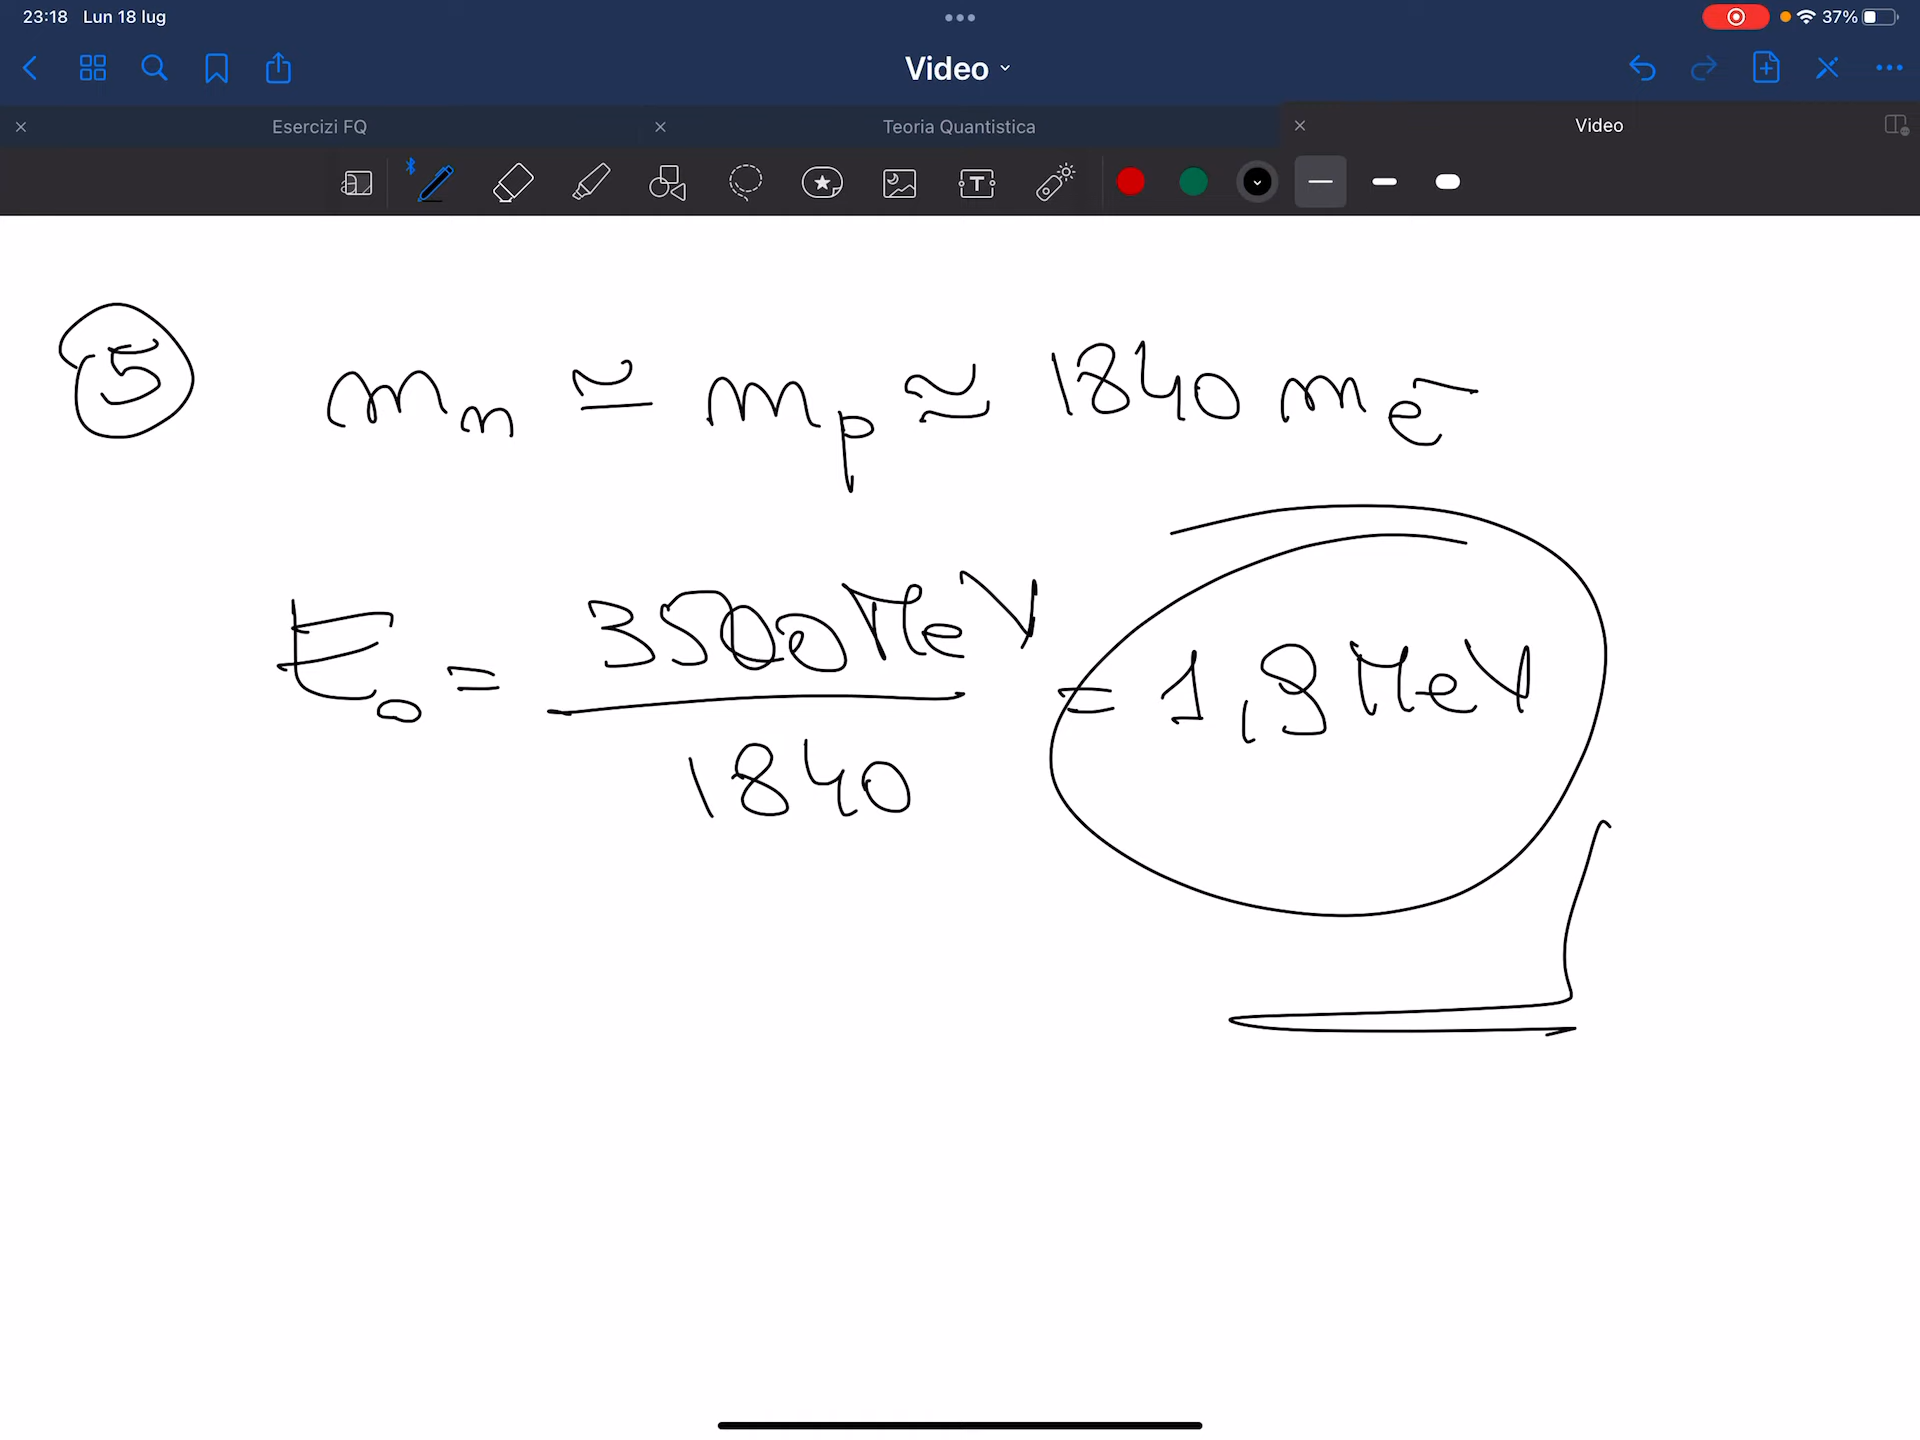 23:18 Lun 18 lug
37%
Video
Esercizi FQ
Teoria Quantistica
Video
T
5 mn ≃ mp ≈ 1840 me-
E0 = 3500 MeV / 1840 = 1,9 MeV